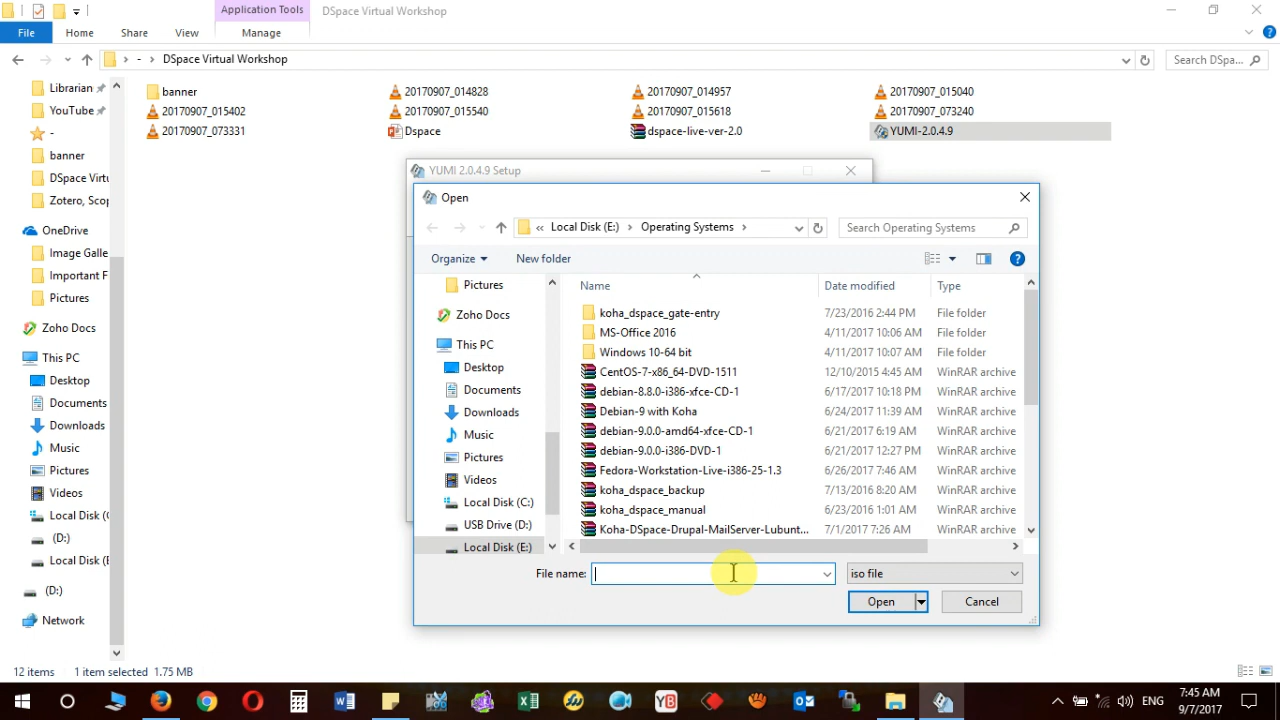 Application Tools
DSpace Virtual Workshop
File
Home
Share
View
Manage
-
DSpace Virtual Workshop
Search DSpa...
Librarian
YouTube
-
banner
DSpace Virtu
Zotero, Scop
OneDrive
Image Galle
Important F
Pictures
Zoho Docs
This PC
Desktop
Documents
Downloads
Music
Pictures
Videos
Local Disk (C
(D:)
Local Disk (E
(D:)
Network
banner
20170907_014828
20170907_014957
20170907_015040
20170907_015402
20170907_015540
20170907_015618
20170907_073240
20170907_073331
Dspace
dspace-live-ver-2.0
YUMI-2.0.4.9
YUMI 2.0.4.9 Setup
Open
« Local Disk (E:) Operating Systems
Search Operating Systems
Organize
New folder
Pictures
Zoho Docs
This PC
Desktop
Documents
Downloads
Music
Pictures
Videos
Local Disk (C:)
USB Drive (D:)
Local Disk (E:)
Name Date modified Type
koha_dspace_gate-entry 7/23/2016 2:44 PM File folder
MS-Office 2016 4/11/2017 10:06 AM File folder
Windows 10-64 bit 4/11/2017 10:07 AM File folder
CentOS-7-x86_64-DVD-1511 12/10/2015 4:45 AM WinRAR archive
debian-8.8.0-i386-xfce-CD-1 6/17/2017 10:18 PM WinRAR archive
Debian-9 with Koha 6/24/2017 11:39 AM WinRAR archive
debian-9.0.0-amd64-xfce-CD-1 6/21/2017 6:19 AM WinRAR archive
debian-9.0.0-i386-DVD-1 6/21/2017 12:27 PM WinRAR archive
Fedora-Workstation-Live-i386-25-1.3 6/26/2017 7:46 AM WinRAR archive
koha_dspace_backup 7/13/2016 8:20 AM WinRAR archive
koha_dspace_manual 6/23/2016 1:01 AM WinRAR archive
Koha-DSpace-Drupal-MailServer-Lubunt... 7/1/2017 7:26 AM WinRAR archive
File name:
iso file
Open
Cancel
12 items 1 item selected 1.75 MB
YB
ENG
7:45 AM
9/7/2017